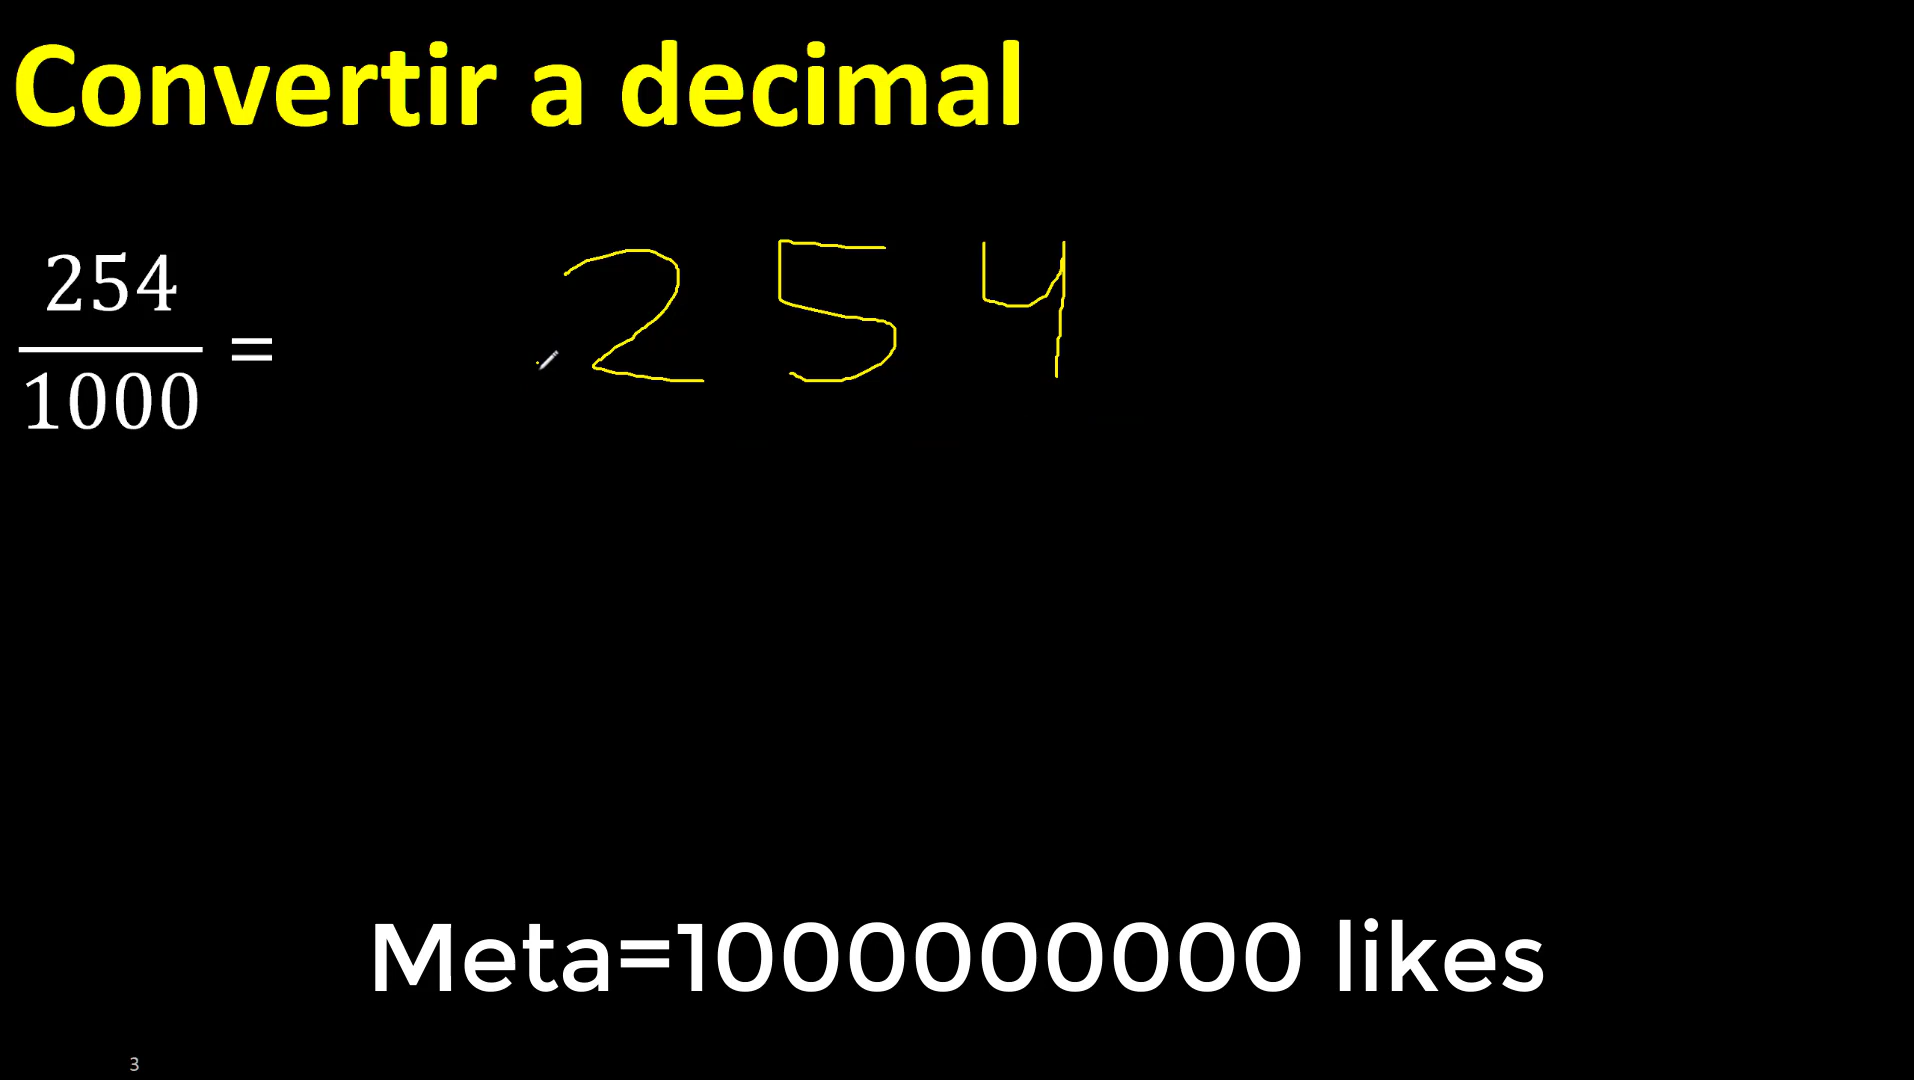 Convertir a decimal
254
1000
=
.254
Meta=1000000000 likes
3